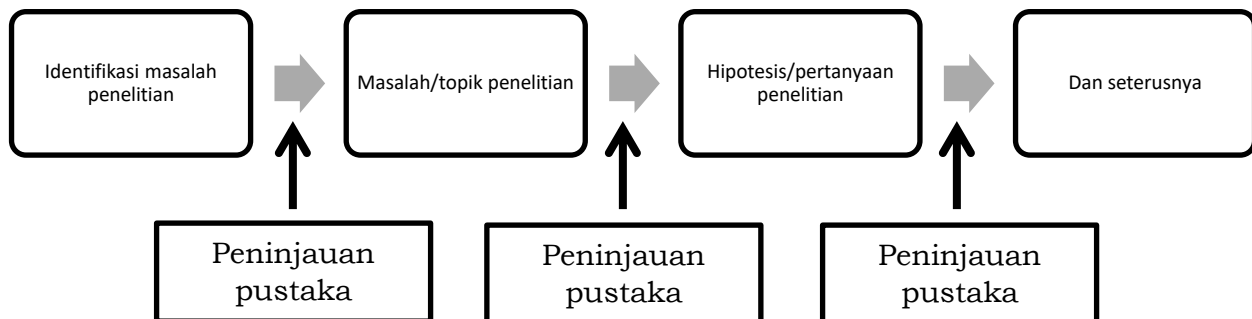 Identifikasi masalah
penelitian
Masalah/topik penelitian
Hipotesis/pertanyaan
penelitian
Dan seterusnya
Peninjauan
pustaka
Peninjauan
pustaka
Peninjauan
pustaka